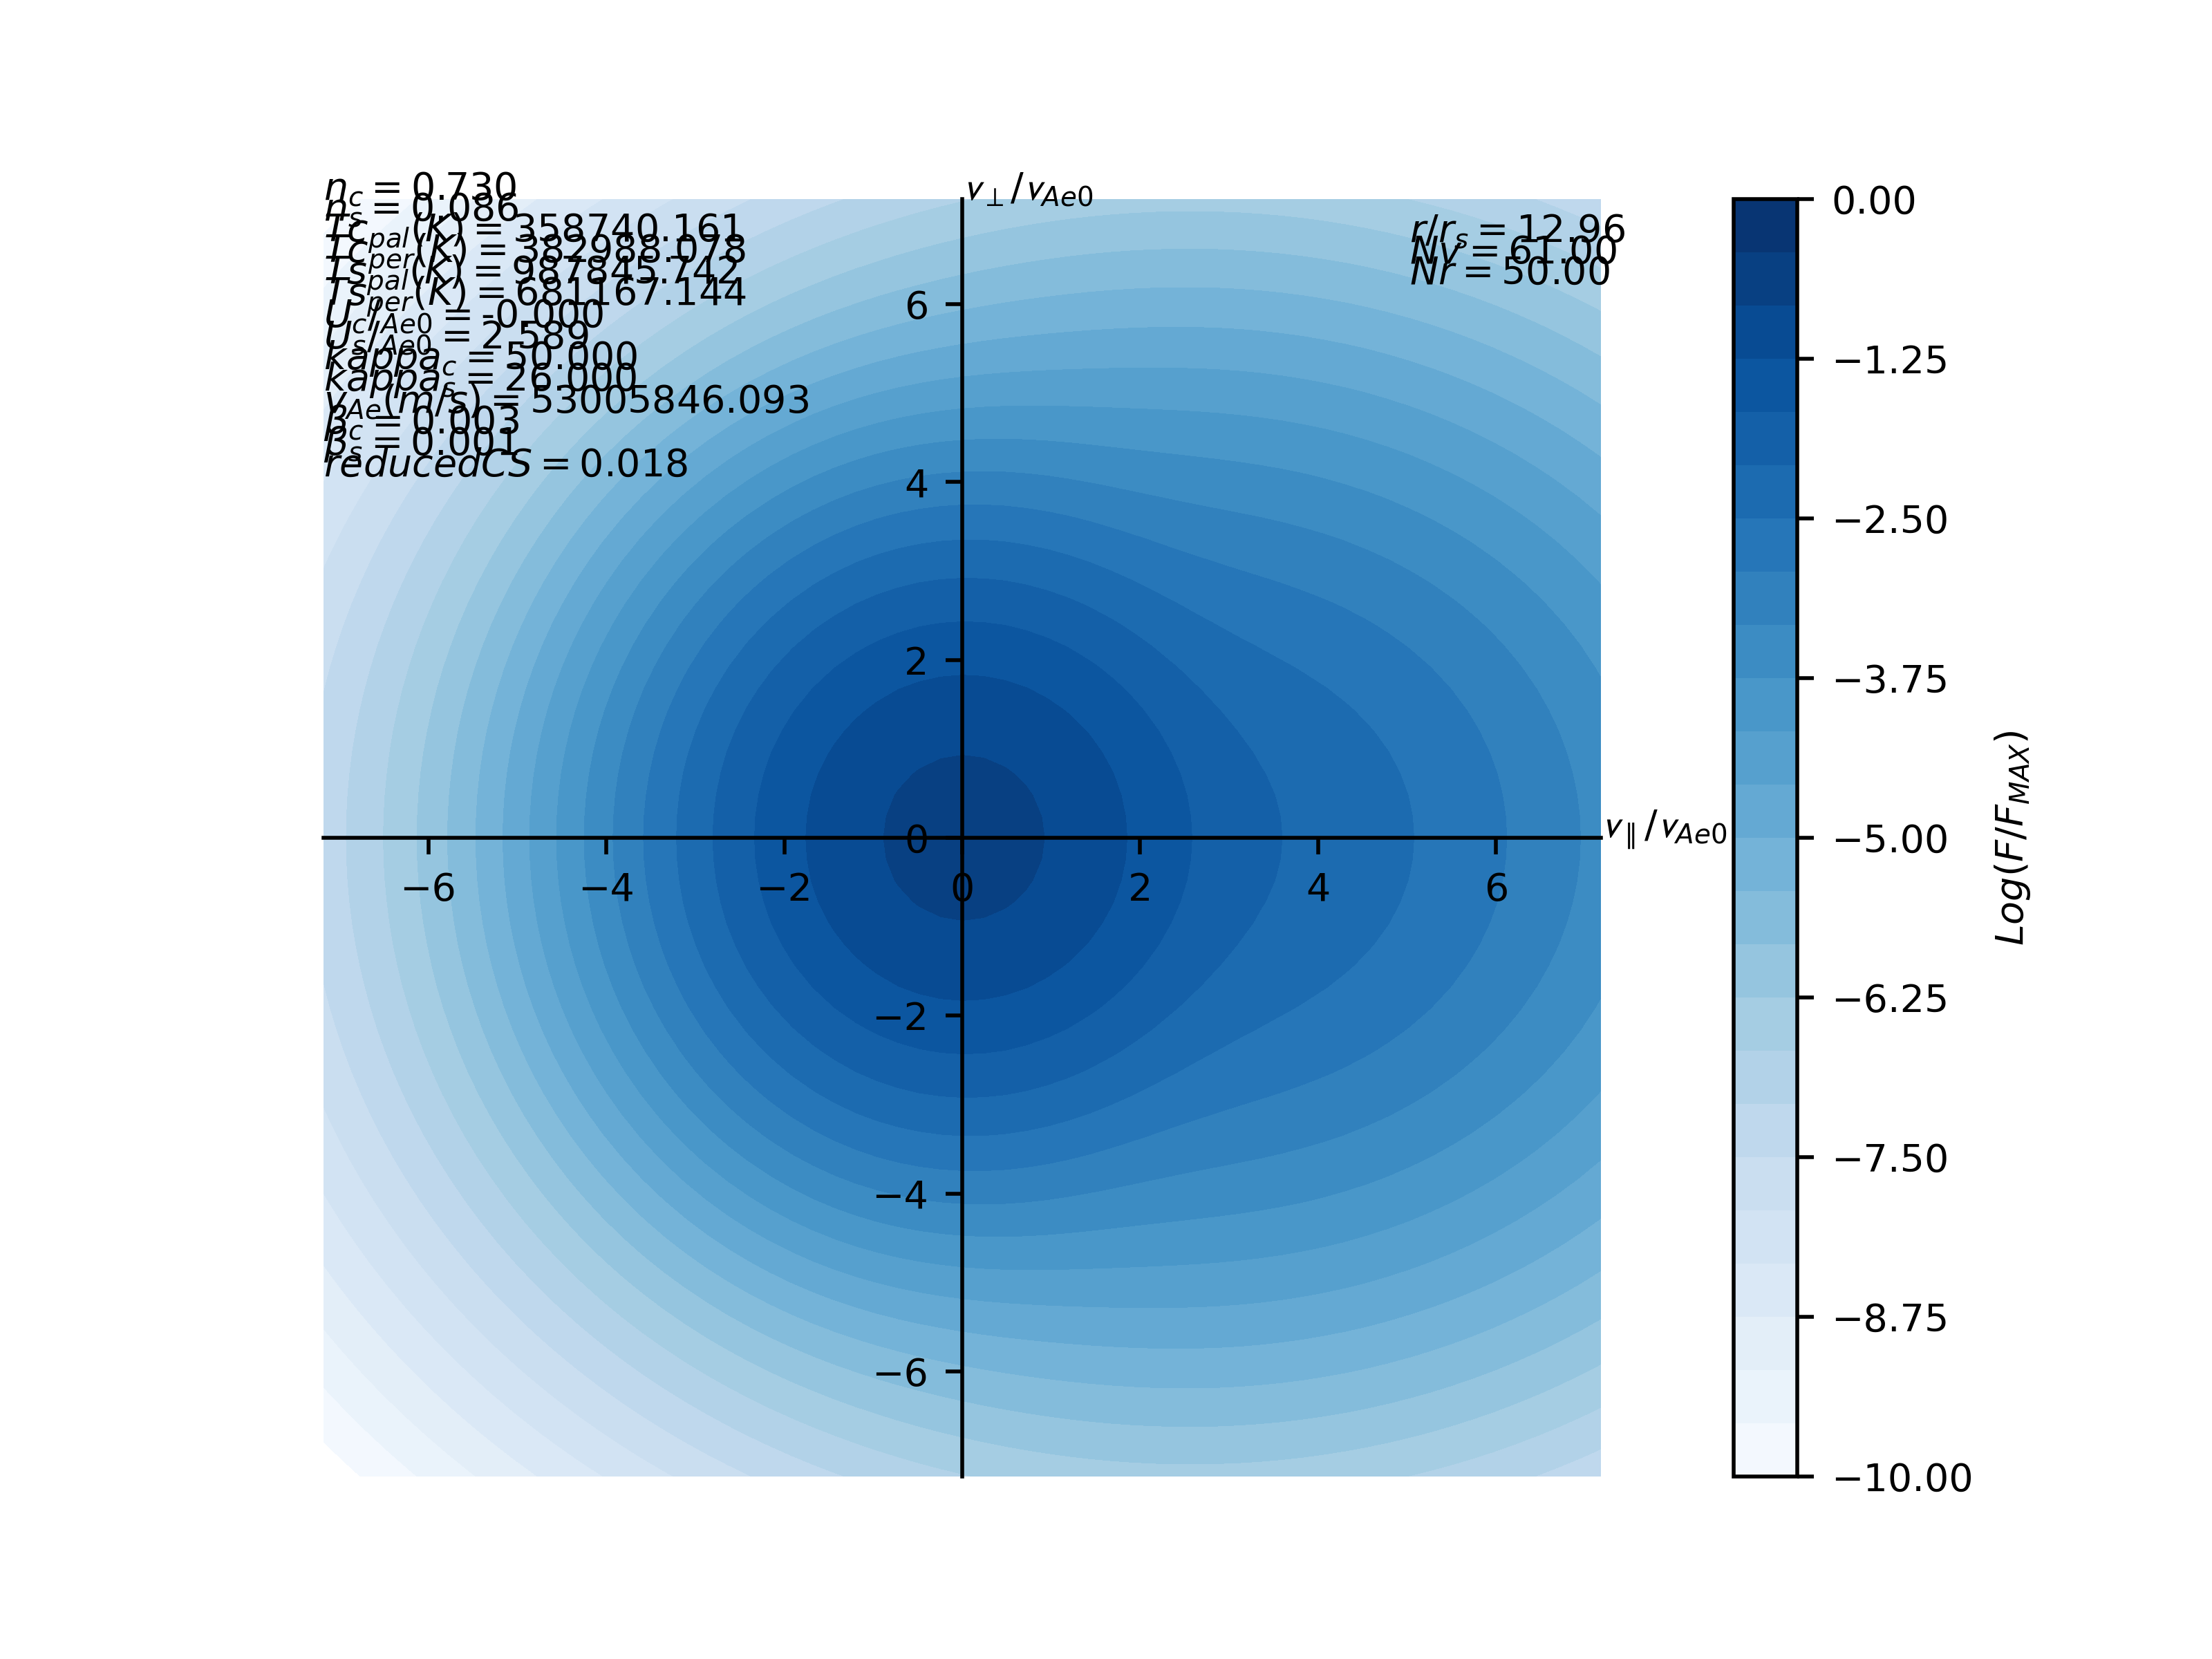 n_c = 0.730
n_s = 0.086
Tc_pal(K) = 358740.161
Tc_per(K) = 382988.078
Ts_pal(K) = 987845.742
Ts_per(K) = 681167.144
U_c/Ae0 = -0.000
U_s/Ae0 = 2.589
kappa_c = 50.000
kappa_s = 26.000
v_Ae(m/s) = 53005846.093
β_c = 0.003
β_s = 0.001
reducedCS = 0.018
v_⊥/v_Ae0
r/r_s = 12.96
Nv = 61.00
Nr = 50.00
6
4
2
0
−2
−4
−6
−6 −4 −2 0 2 4 6
v_∥/v_Ae0
0.00
−1.25
−2.50
−3.75
−5.00
−6.25
−7.50
−8.75
−10.00
Log(F/F_MAX)